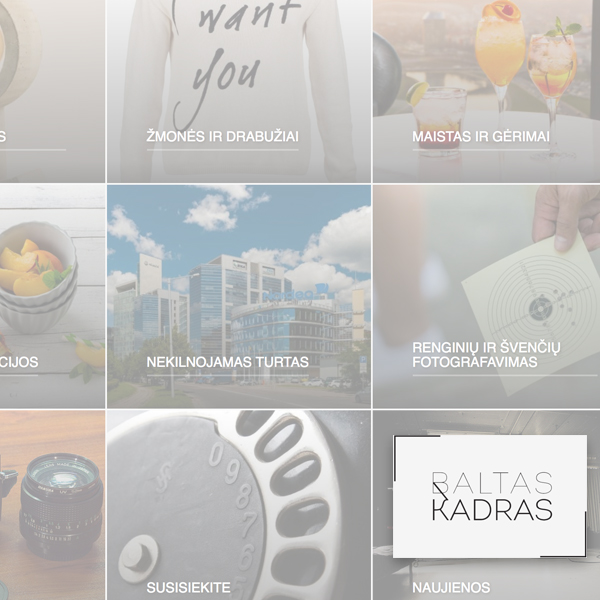 want
you
S
ŽMONĖS IR DRABUŽIAI
MAISTAS IR GĖRIMAI
CIJOS
NEKILNOJAMAS TURTAS
RENGINIŲ IR ŠVENČIŲ
FOTOGRAFAVIMAS
0
9
8
7
6
BALTAS
KADRAS
SUSISIEKITE
NAUJIENOS